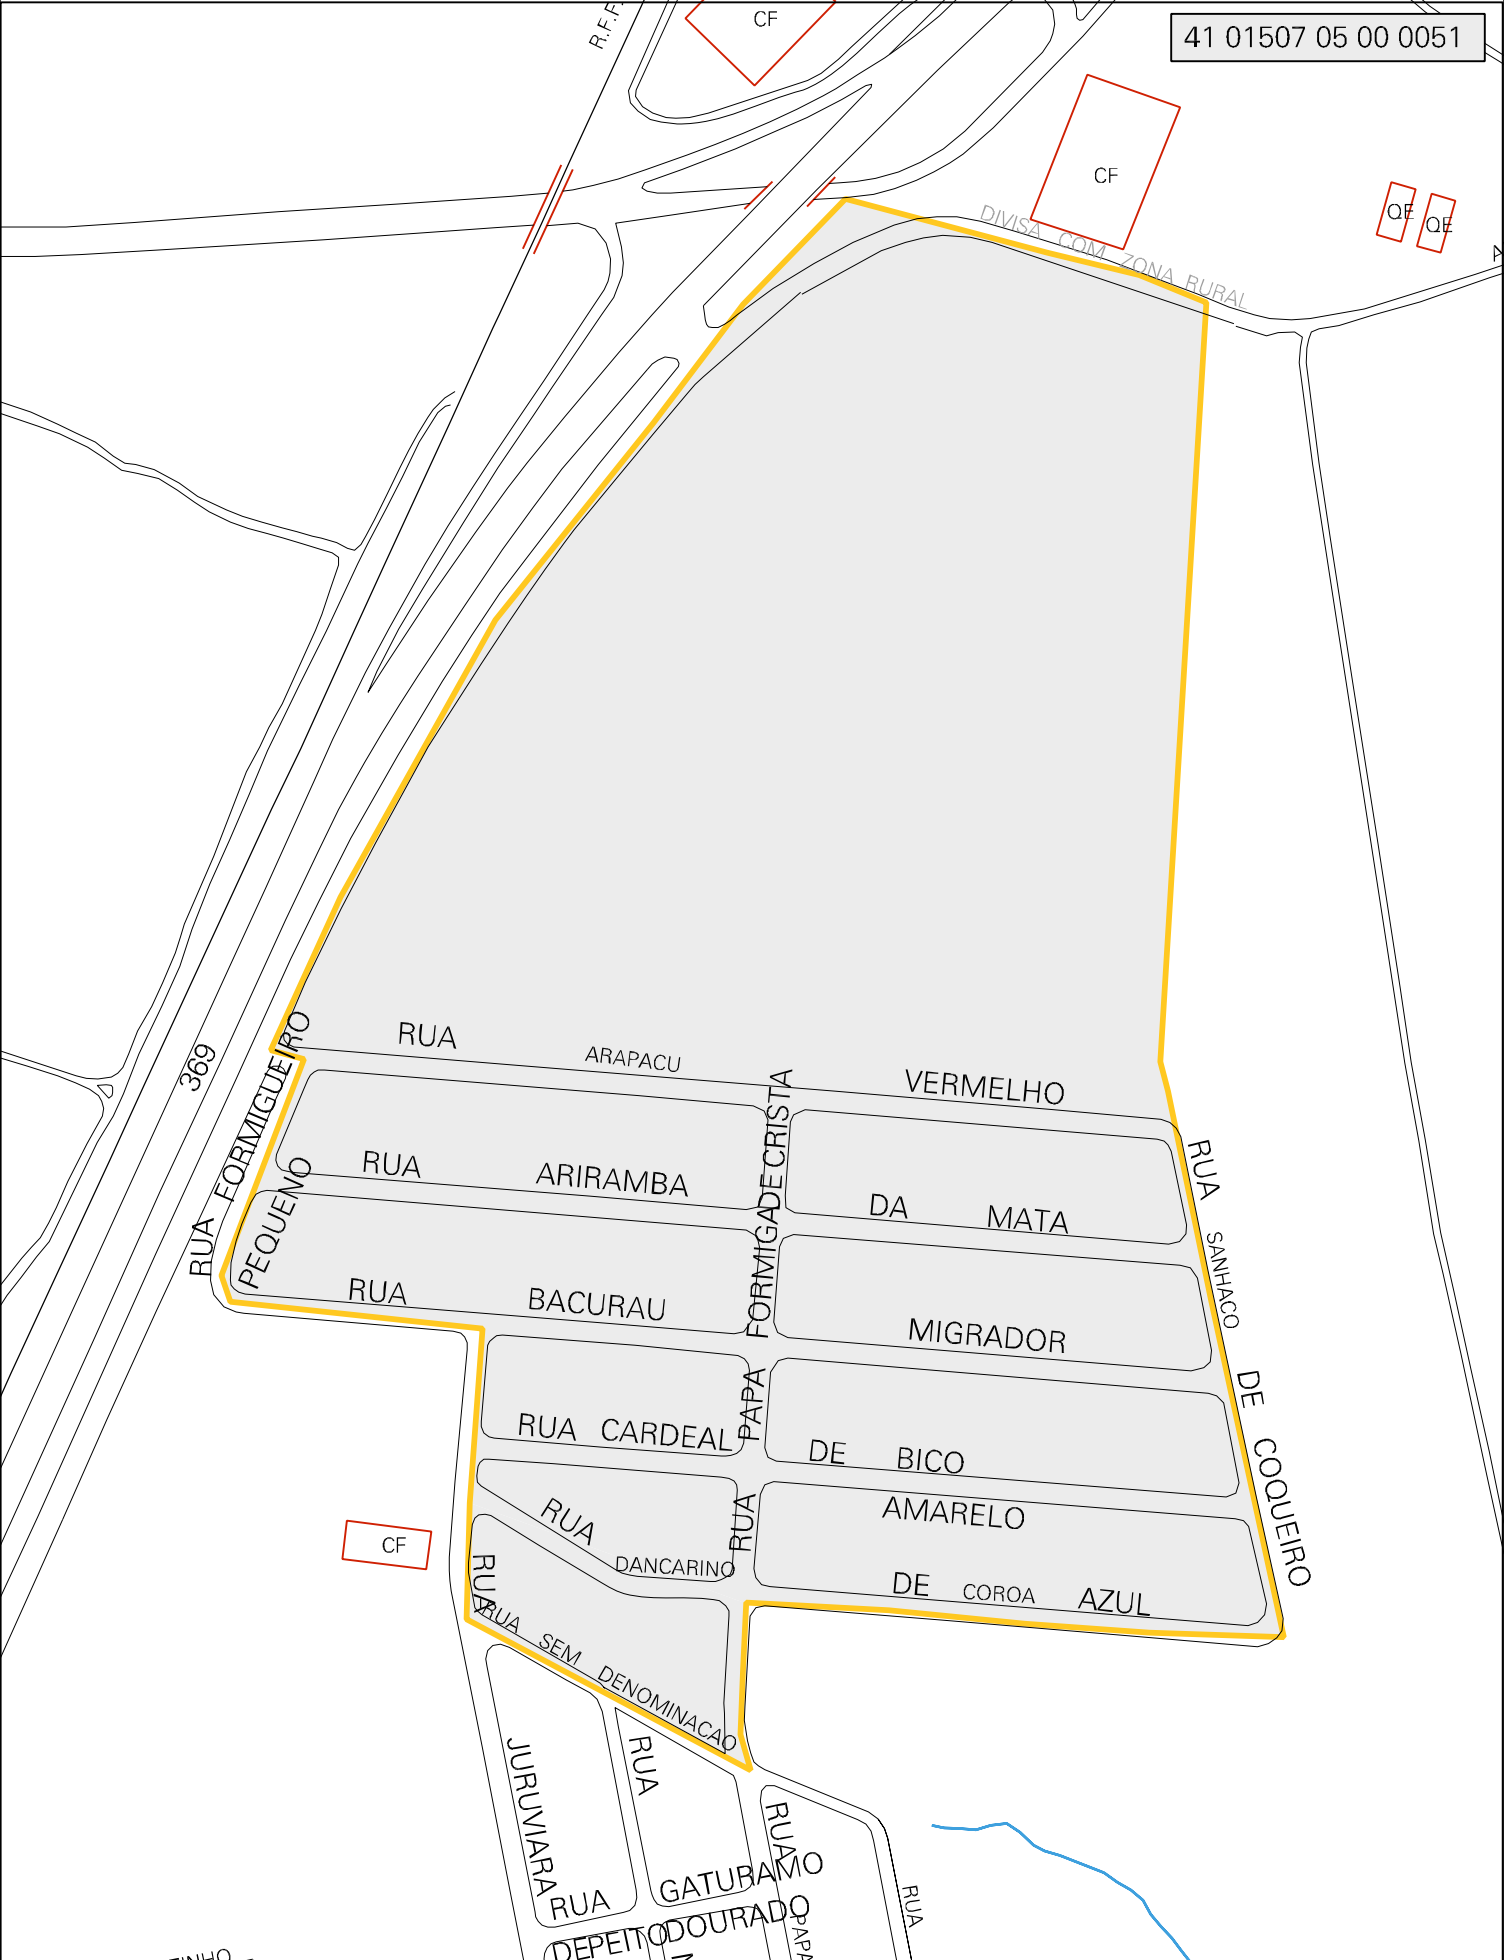 R.F.F.
CF
41 01507 05 00 0051
CF
QE
QE
DIVISA COM ZONA RURAL
369
RUA FORMIGUEIRO
PEQUENO
RUA ARAPACU VERMELHO
RUA ARIRAMBA DA MATA
RUA BACURAU MIGRADOR
RUA PAPA FORMIGA DE CRISTA
RUA SANHACO DE COQUEIRO
RUA CARDEAL DE BICO
AMARELO
RUA DANCARINO DE COROA AZUL
CF
RUA
JURUVIARA
RUA SEM DENOMINACAO
RUA
RUA
PAPA
RUA
RUA GATURAMO
DEPEITO DOURADO